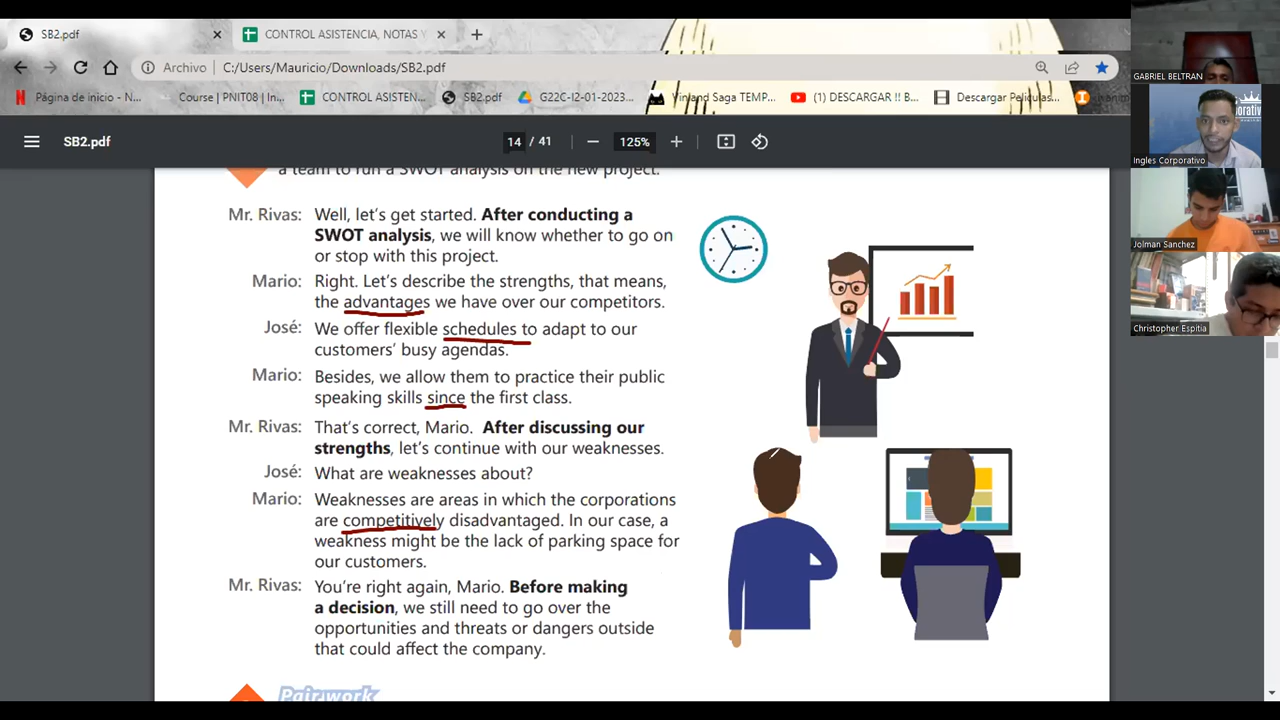 SB2.pdf
CONTROL ASISTENCIA, NOTAS Y
Archivo C:/Users/Mauricio/Downloads/SB2.pdf
Página de inicio - N...
Course | PNIT08 | In...
CONTROL ASISTEN...
SB2.pdf
G22C-I2-01-2023...
Vinland Saga TEMP...
(1) DESCARGAR !! B...
Descargar Peliculas...
SB2.pdf
14 / 41
125%
a team to run a SWOT analysis on the new project.
Mr. Rivas: Well, let's get started. After conducting a
SWOT analysis, we will know whether to go on
or stop with this project.
Mario: Right. Let's describe the strengths, that means,
the advantages we have over our competitors.
José: We offer flexible schedules to adapt to our
customers' busy agendas.
Mario: Besides, we allow them to practice their public
speaking skills since the first class.
Mr. Rivas: That's correct, Mario. After discussing our
strengths, let's continue with our weaknesses.
José: What are weaknesses about?
Mario: Weaknesses are areas in which the corporations
are competitively disadvantaged. In our case, a
weakness might be the lack of parking space for
our customers.
Mr. Rivas: You're right again, Mario. Before making
a decision, we still need to go over the
opportunities and threats or dangers outside
that could affect the company.
Pair work
GABRIEL BELTRAN
Ingles Corporativo
Jolman Sanchez
Christopher Espitia